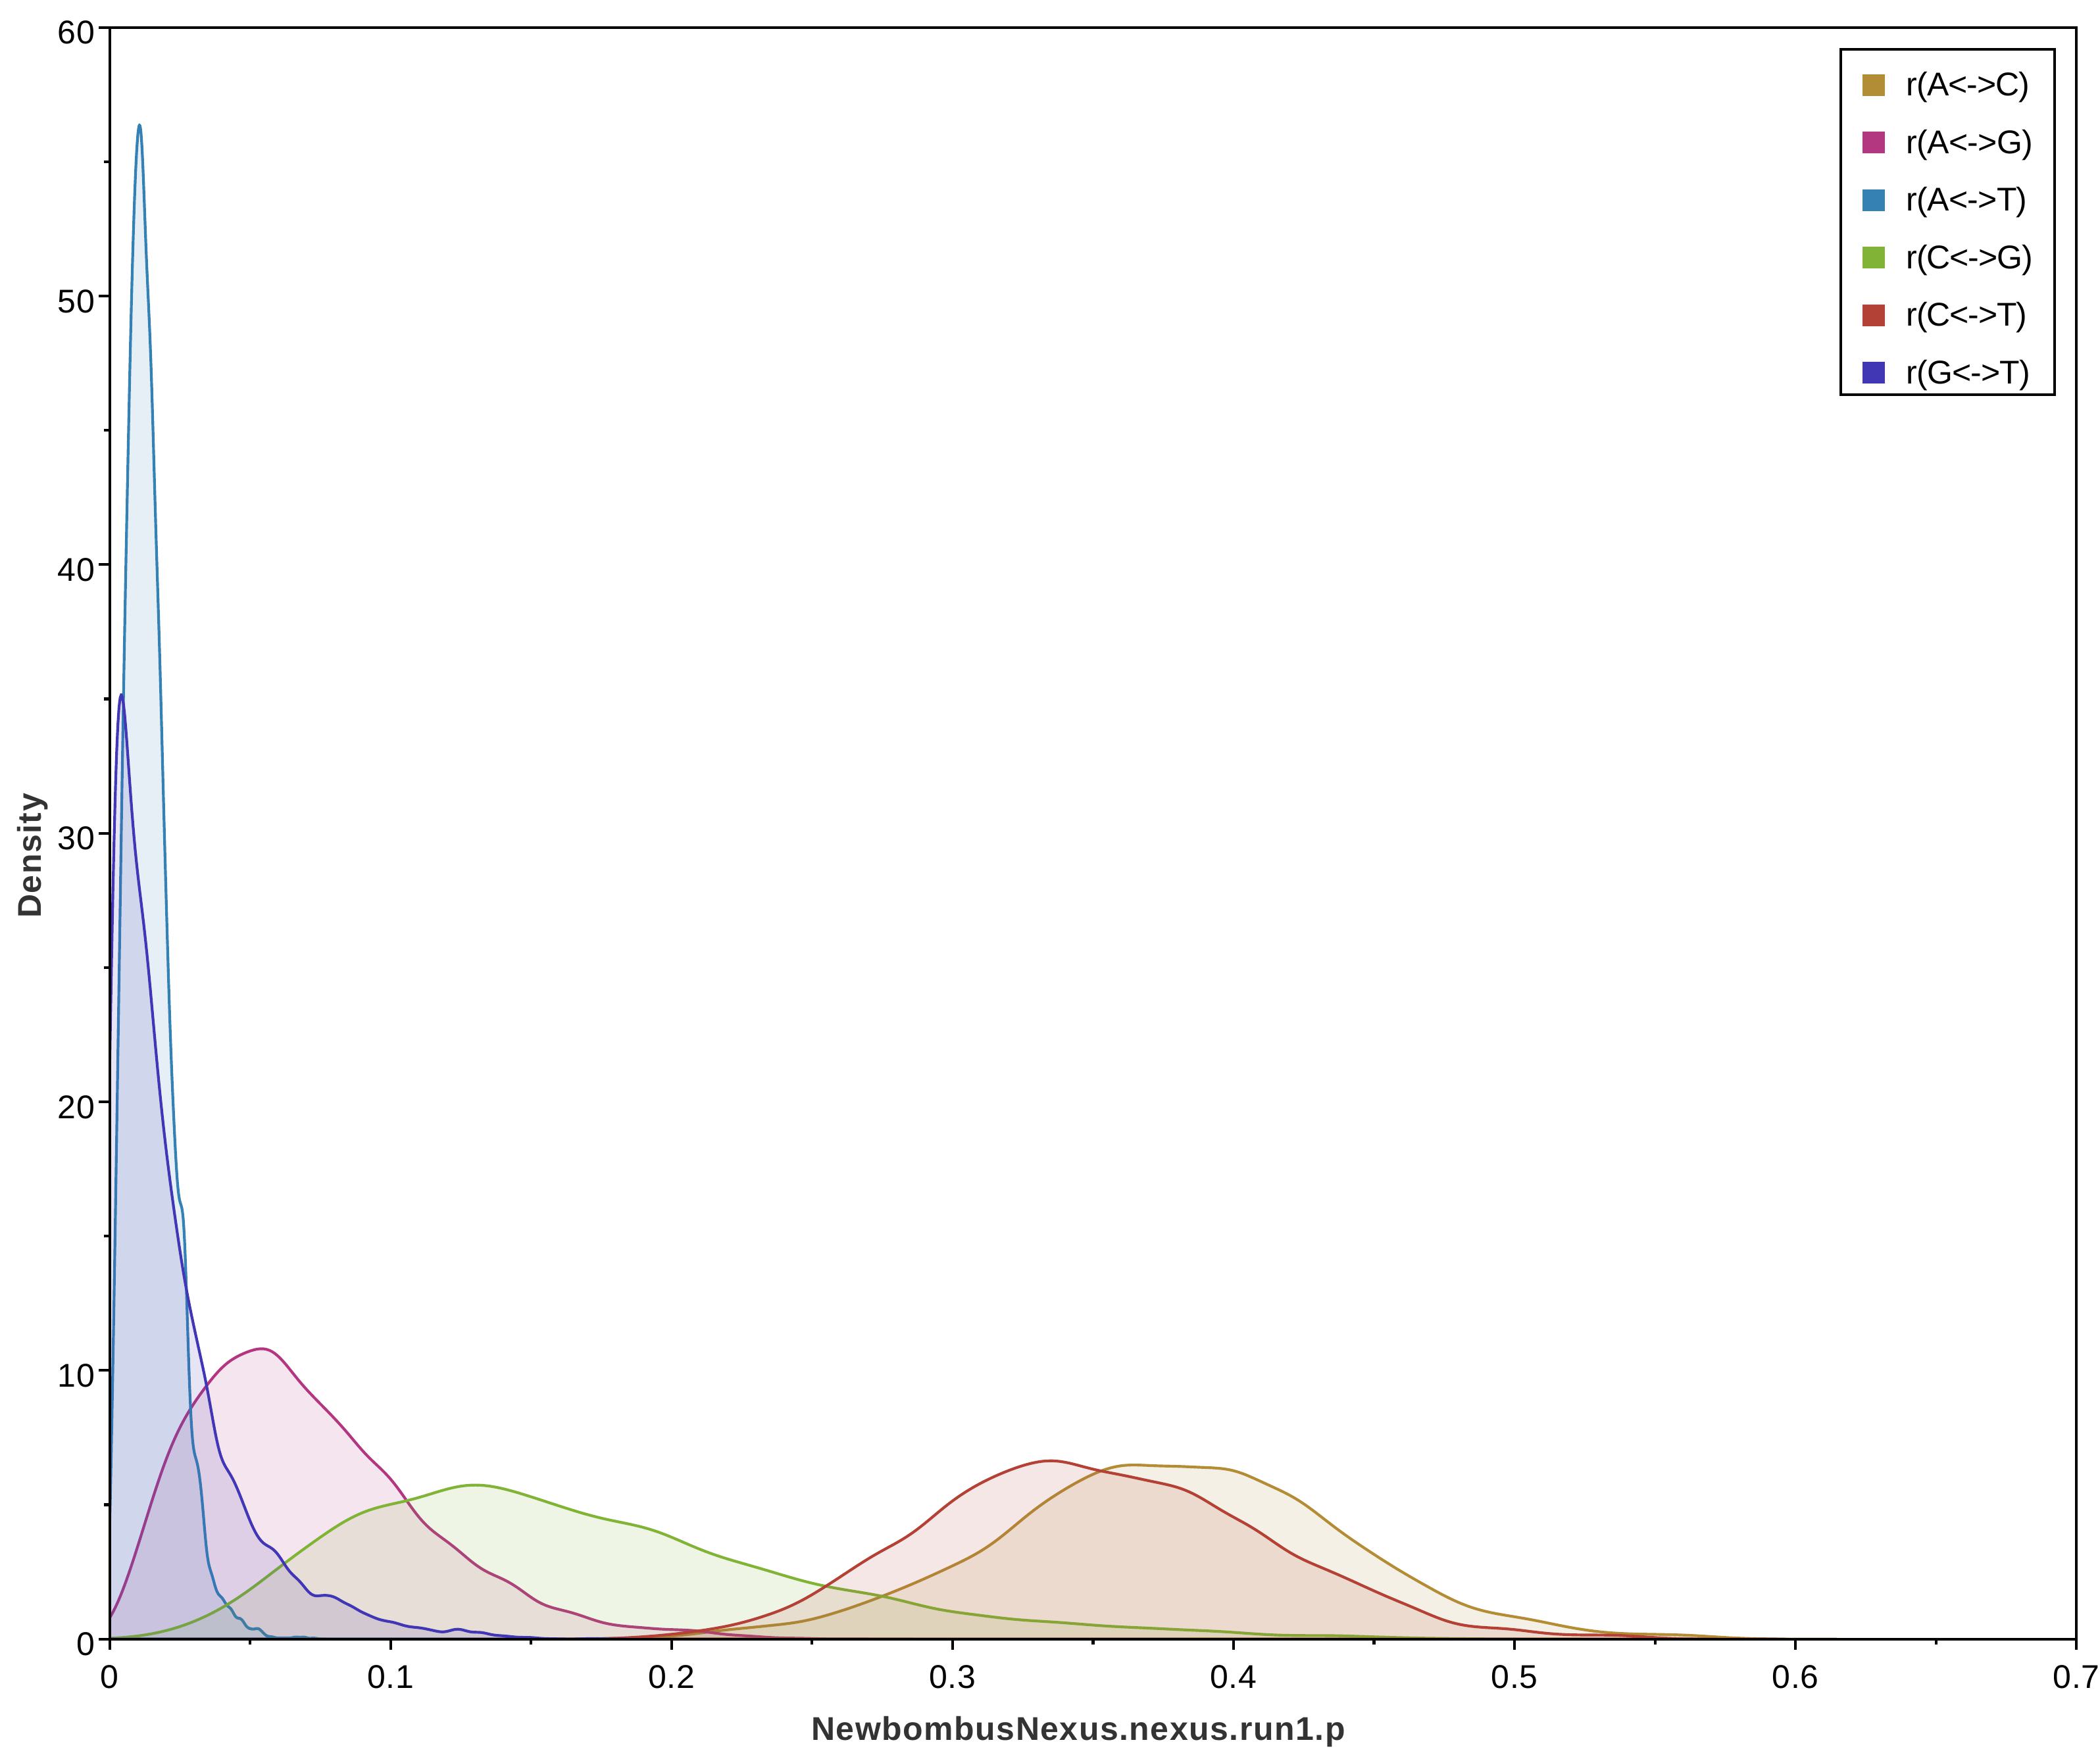 60
50
40
30
20
10
0
Density
0 0.1 0.2 0.3 0.4 0.5 0.6 0.7
NewbombusNexus.nexus.run1.p
r(A<->C)
r(A<->G)
r(A<->T)
r(C<->G)
r(C<->T)
r(G<->T)